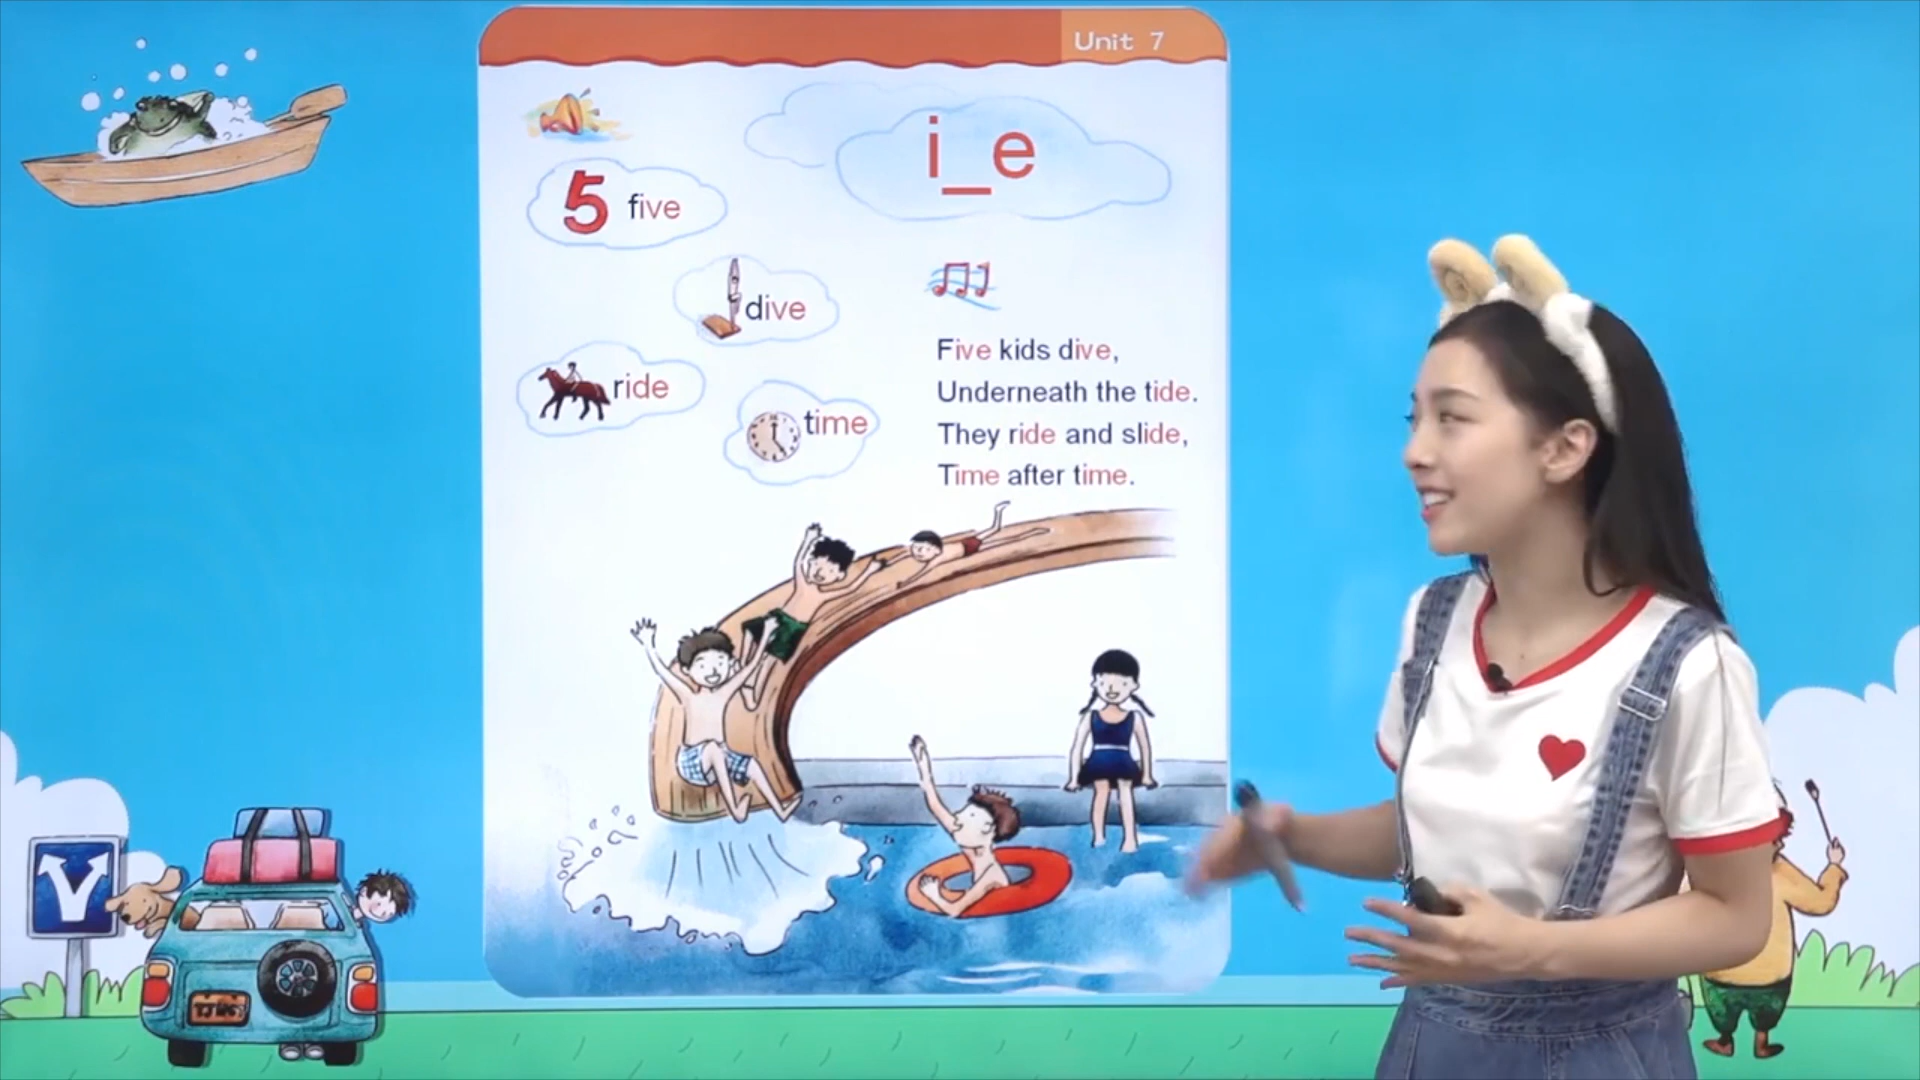 Unit 7
i_e
5 five
dive
ride
time
Five kids dive,
Underneath the tide.
They ride and slide,
Time after time.